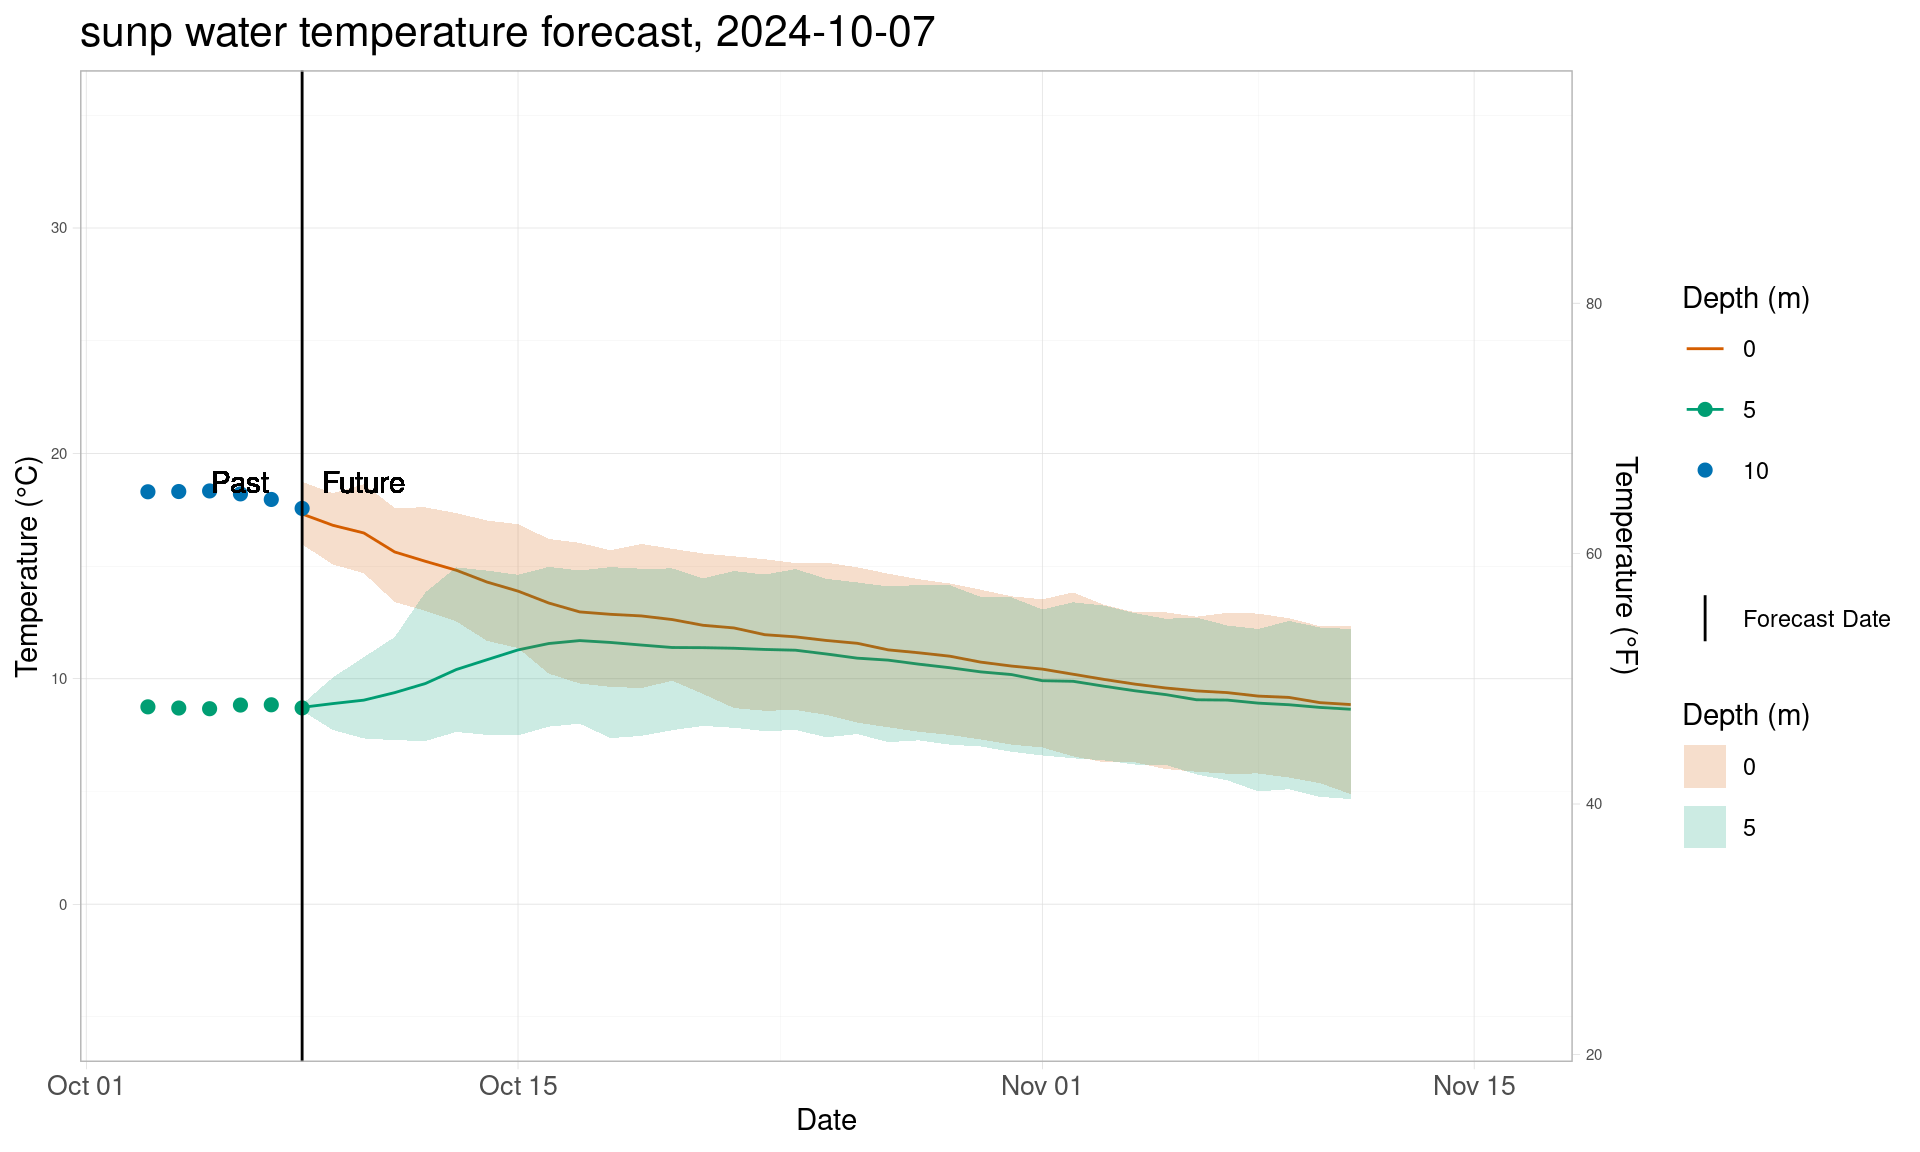 sunp water temperature forecast, 2024-10-07
Temperature (°C)
30
20
10
0
Past
Future
80
60
40
20
Temperature (°F)
Oct 01
Oct 15
Nov 01
Nov 15
Date
Depth (m)
0
5
10
Forecast Date
Depth (m)
0
5